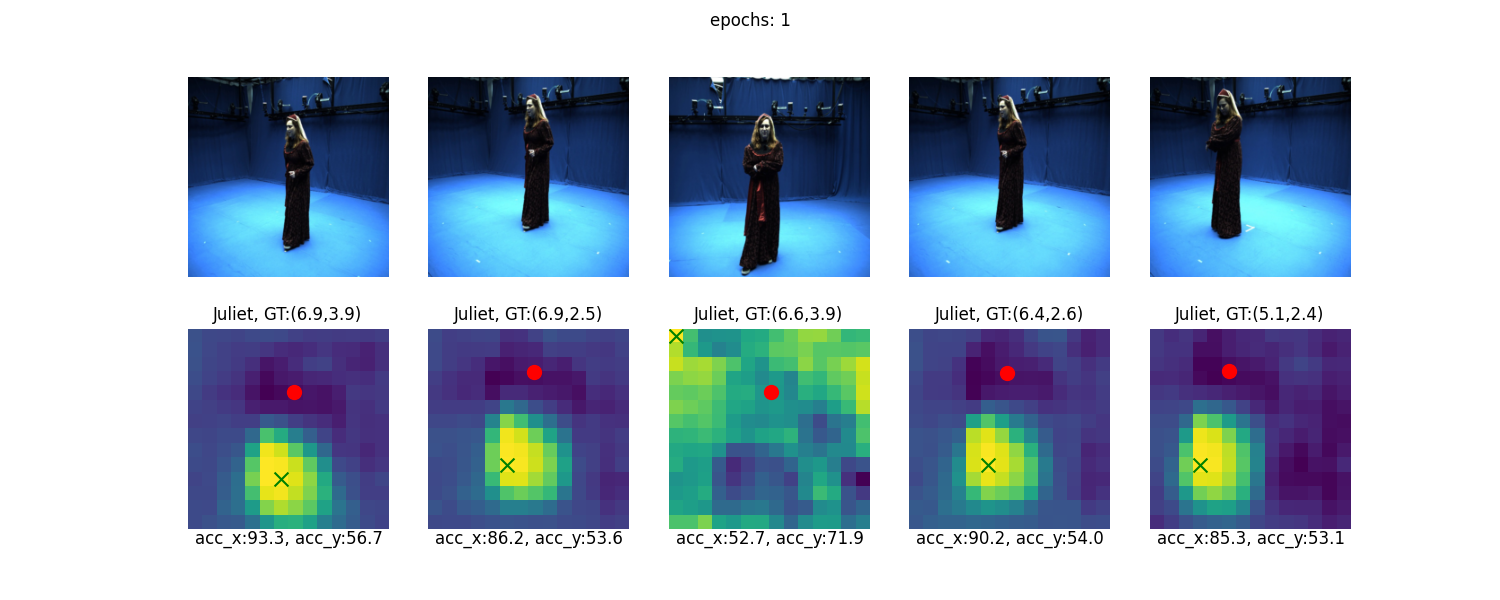 epochs: 1
Juliet, GT:(6.9,3.9)
Juliet, GT:(6.9,2.5)
Juliet, GT:(6.6,3.9)
Juliet, GT:(6.4,2.6)
Juliet, GT:(5.1,2.4)
acc_x:93.3, acc_y:56.7
acc_x:86.2, acc_y:53.6
acc_x:52.7, acc_y:71.9
acc_x:90.2, acc_y:54.0
acc_x:85.3, acc_y:53.1